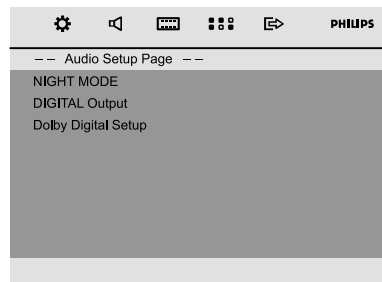 PHILIPS
-- Audio Setup Page --
NIGHT MODE
DIGITAL Output
Dolby Digital Setup